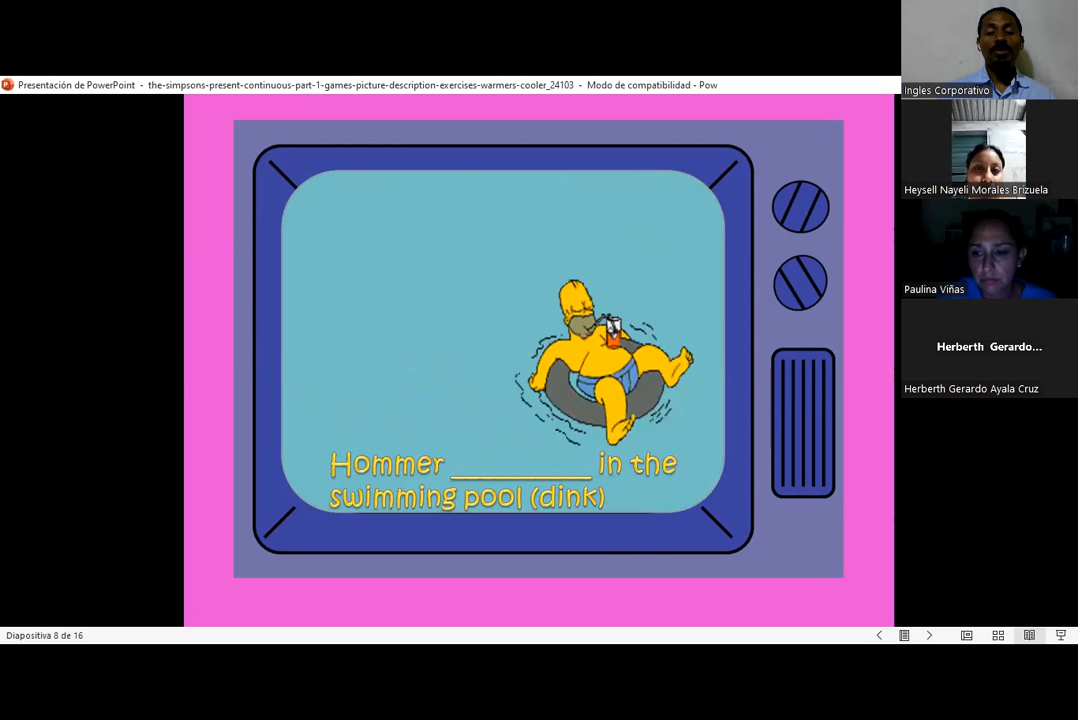 Presentación de PowerPoint - the-simpsons-present-continuous-part-1-games-picture-description-exercises-warmers-cooler_24103 - Modo de compatibilidad - Pow
Hommer __________ in the
swimming pool (dink)
Diapositiva 8 de 16
Ingles Corporativo
Heysell Nayeli Morales Brizuela
Paulina Viñas
Herberth Gerardo...
Herberth Gerardo Ayala Cruz